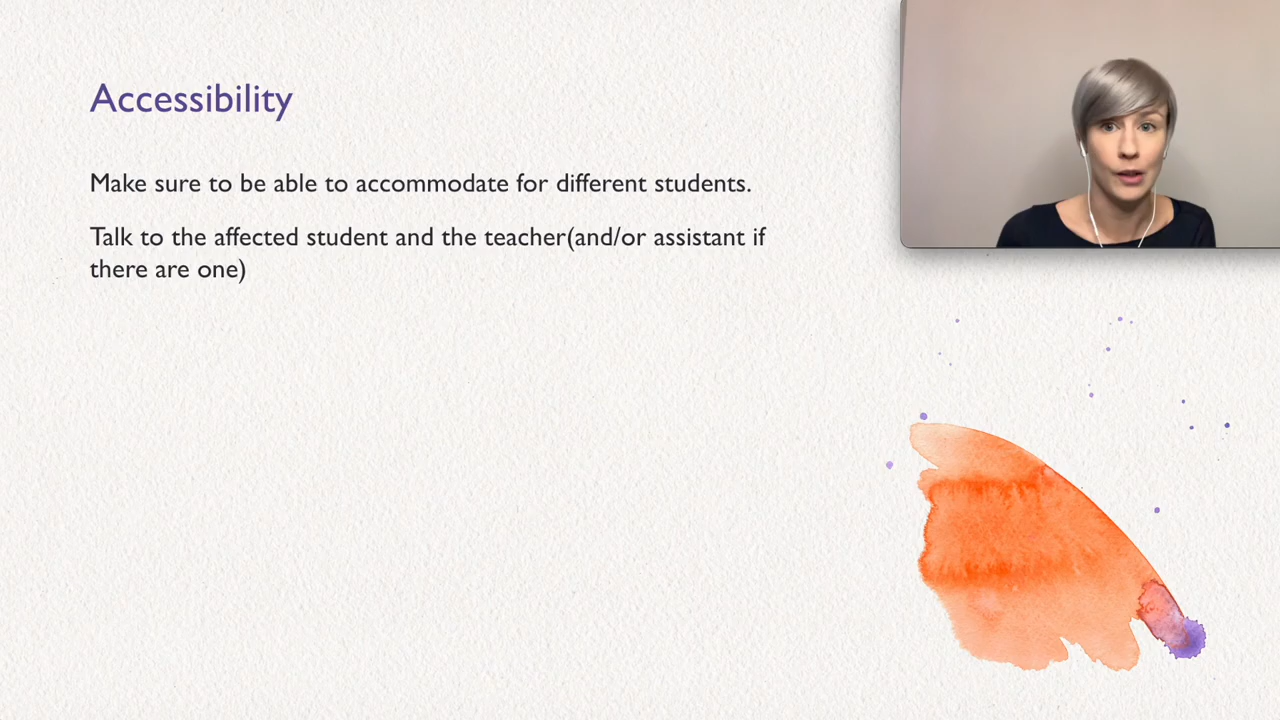 Accessibility
Make sure to be able to accommodate for different students.
Talk to the affected student and the teacher(and/or assistant if
there are one)